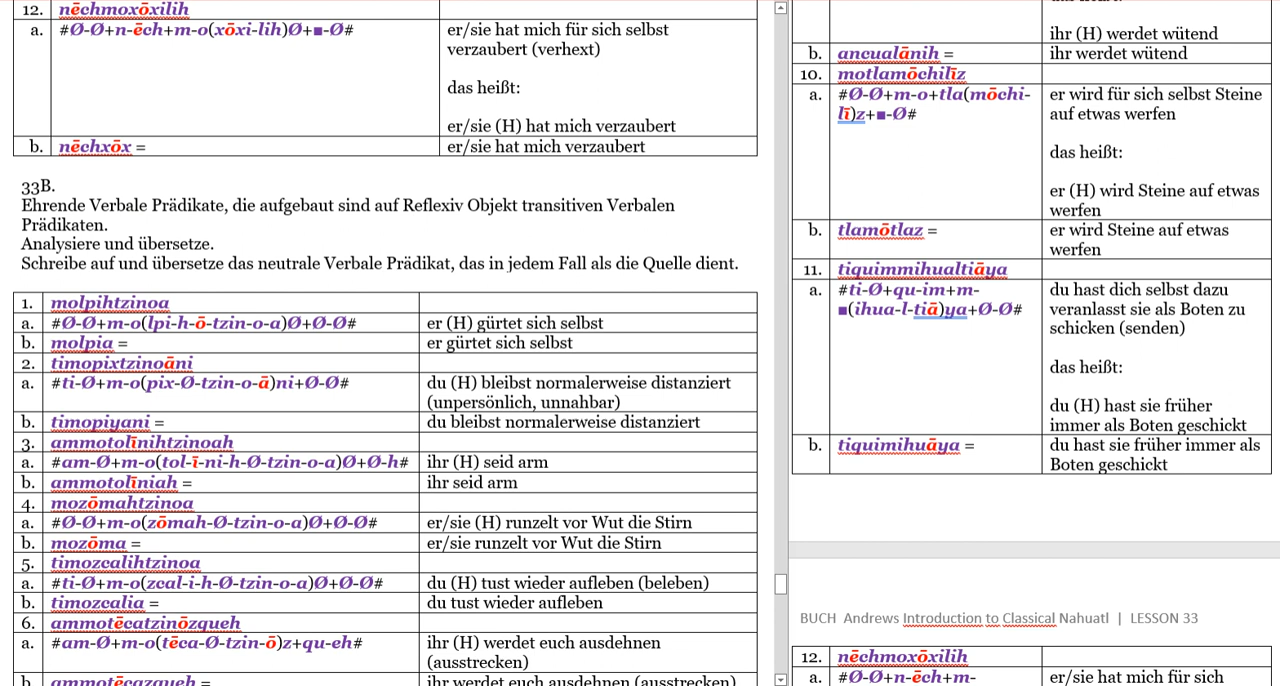 12. nēchmoxōxilih
a. #Ø-Ø+n-ēch+m-o(xōxi-lih)Ø+■-Ø# er/sie hat mich für sich selbst
verzaubert (verhext)
das heißt:
er/sie (H) hat mich verzaubert
b. nēchxōx = er/sie hat mich verzaubert
33B.
Ehrende Verbale Prädikate, die aufgebaut sind auf Reflexiv Objekt transitiven Verbalen
Prädikaten.
Analysiere und übersetze.
Schreibe auf und übersetze das neutrale Verbale Prädikat, das in jedem Fall als die Quelle dient.
1. molpihtzinoa
a. #Ø-Ø+m-o(lpi-h-ō-tzin-o-a)Ø+Ø-Ø# er (H) gürtet sich selbst
b. molpia = er gürtet sich selbst
2. timopixtzinoāni
a. #ti-Ø+m-o(pix-Ø-tzin-o-ā)ni+Ø-Ø# du (H) bleibst normalerweise distanziert
(unpersönlich, unnahbar)
b. timopiyani = du bleibst normalerweise distanziert
3. ammotolīnihtzinoah
a. #am-Ø+m-o(tol-ī-ni-h-Ø-tzin-o-a)Ø+Ø-h# ihr (H) seid arm
b. ammotolīniah = ihr seid arm
4. mozōmahtzinoa
a. #Ø-Ø+m-o(zōmah-Ø-tzin-o-a)Ø+Ø-Ø# er/sie (H) runzelt vor Wut die Stirn
b. mozōma = er/sie runzelt vor Wut die Stirn
5. timozcalihtzinoa
a. #ti-Ø+m-o(zcal-i-h-Ø-tzin-o-a)Ø+Ø-Ø# du (H) tust wieder aufleben (beleben)
b. timozcalia = du tust wieder aufleben
6. ammotēcatzinōzqueh
a. #am-Ø+m-o(tēca-Ø-tzin-ō)z+qu-eh# ihr (H) werdet euch ausdehnen
(ausstrecken)
b. ammotēcazqueh = ihr werdet euch ausdehnen (ausstrecken)
ihr (H) werdet wütend
b. ancualānih = ihr werdet wütend
10. motlamōchilīz
a. #Ø-Ø+m-o+tla(mōchi- er wird für sich selbst Steine
lī)z+■-Ø# auf etwas werfen
das heißt:
er (H) wird Steine auf etwas
werfen
b. tlamōtlaz = er wird Steine auf etwas
werfen
11. tiquimmihualtiāya
a. #ti-Ø+qu-im+m- du hast dich selbst dazu
■(ihua-l-tiā)ya+Ø-Ø# veranlasst sie als Boten zu
schicken (senden)
das heißt:
du (H) hast sie früher
immer als Boten geschickt
b. tiquimihuāya = du hast sie früher immer als
Boten geschickt
BUCH Andrews Introduction to Classical Nahuatl | LESSON 33
12. nēchmoxōxilih
a. #Ø-Ø+n-ēch+m- er/sie hat mich für sich